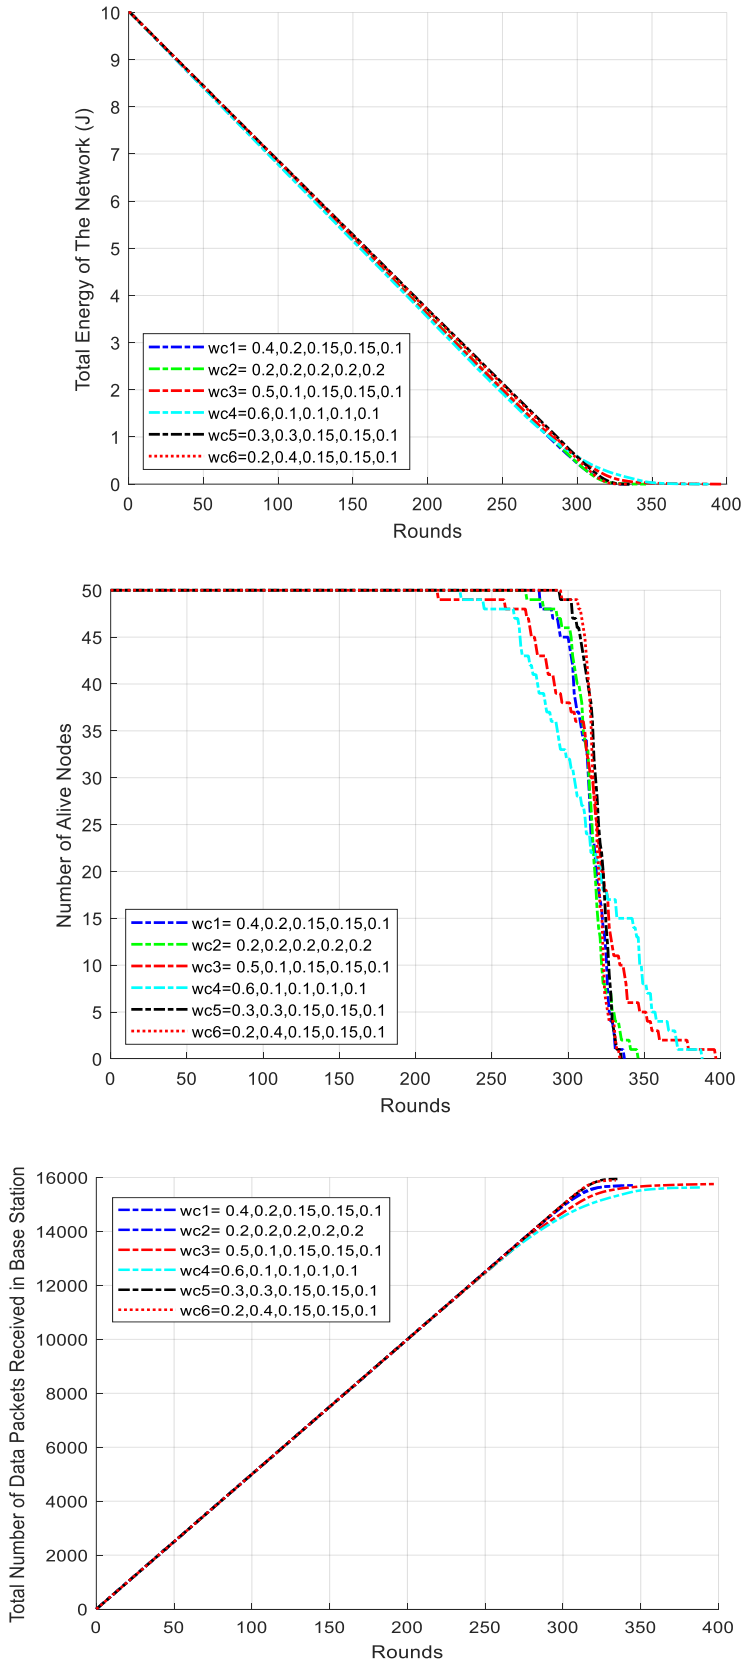 10
9
8
7
6
5
4
3
2
1
0
Total Energy of The Network (J)
wc1= 0.4,0.2,0.15,0.15,0.1
wc2= 0.2,0.2,0.2,0.2,0.2
wc3= 0.5,0.1,0.15,0.15,0.1
wc4=0.6,0.1,0.1,0.1,0.1
wc5=0.3,0.3,0.15,0.15,0.1
wc6=0.2,0.4,0.15,0.15,0.1
0 50 100 150 200 250 300 350 400
Rounds
50
45
40
35
30
25
20
15
10
5
0
Number of Alive Nodes
wc1= 0.4,0.2,0.15,0.15,0.1
wc2= 0.2,0.2,0.2,0.2,0.2
wc3= 0.5,0.1,0.15,0.15,0.1
wc4=0.6,0.1,0.1,0.1,0.1
wc5=0.3,0.3,0.15,0.15,0.1
wc6=0.2,0.4,0.15,0.15,0.1
0 50 100 150 200 250 300 350 400
Rounds
16000
14000
12000
10000
8000
6000
4000
2000
0
Total Number of Data Packets Received in Base Station
wc1= 0.4,0.2,0.15,0.15,0.1
wc2= 0.2,0.2,0.2,0.2,0.2
wc3= 0.5,0.1,0.15,0.15,0.1
wc4=0.6,0.1,0.1,0.1,0.1
wc5=0.3,0.3,0.15,0.15,0.1
wc6=0.2,0.4,0.15,0.15,0.1
0 50 100 150 200 250 300 350 400
Rounds